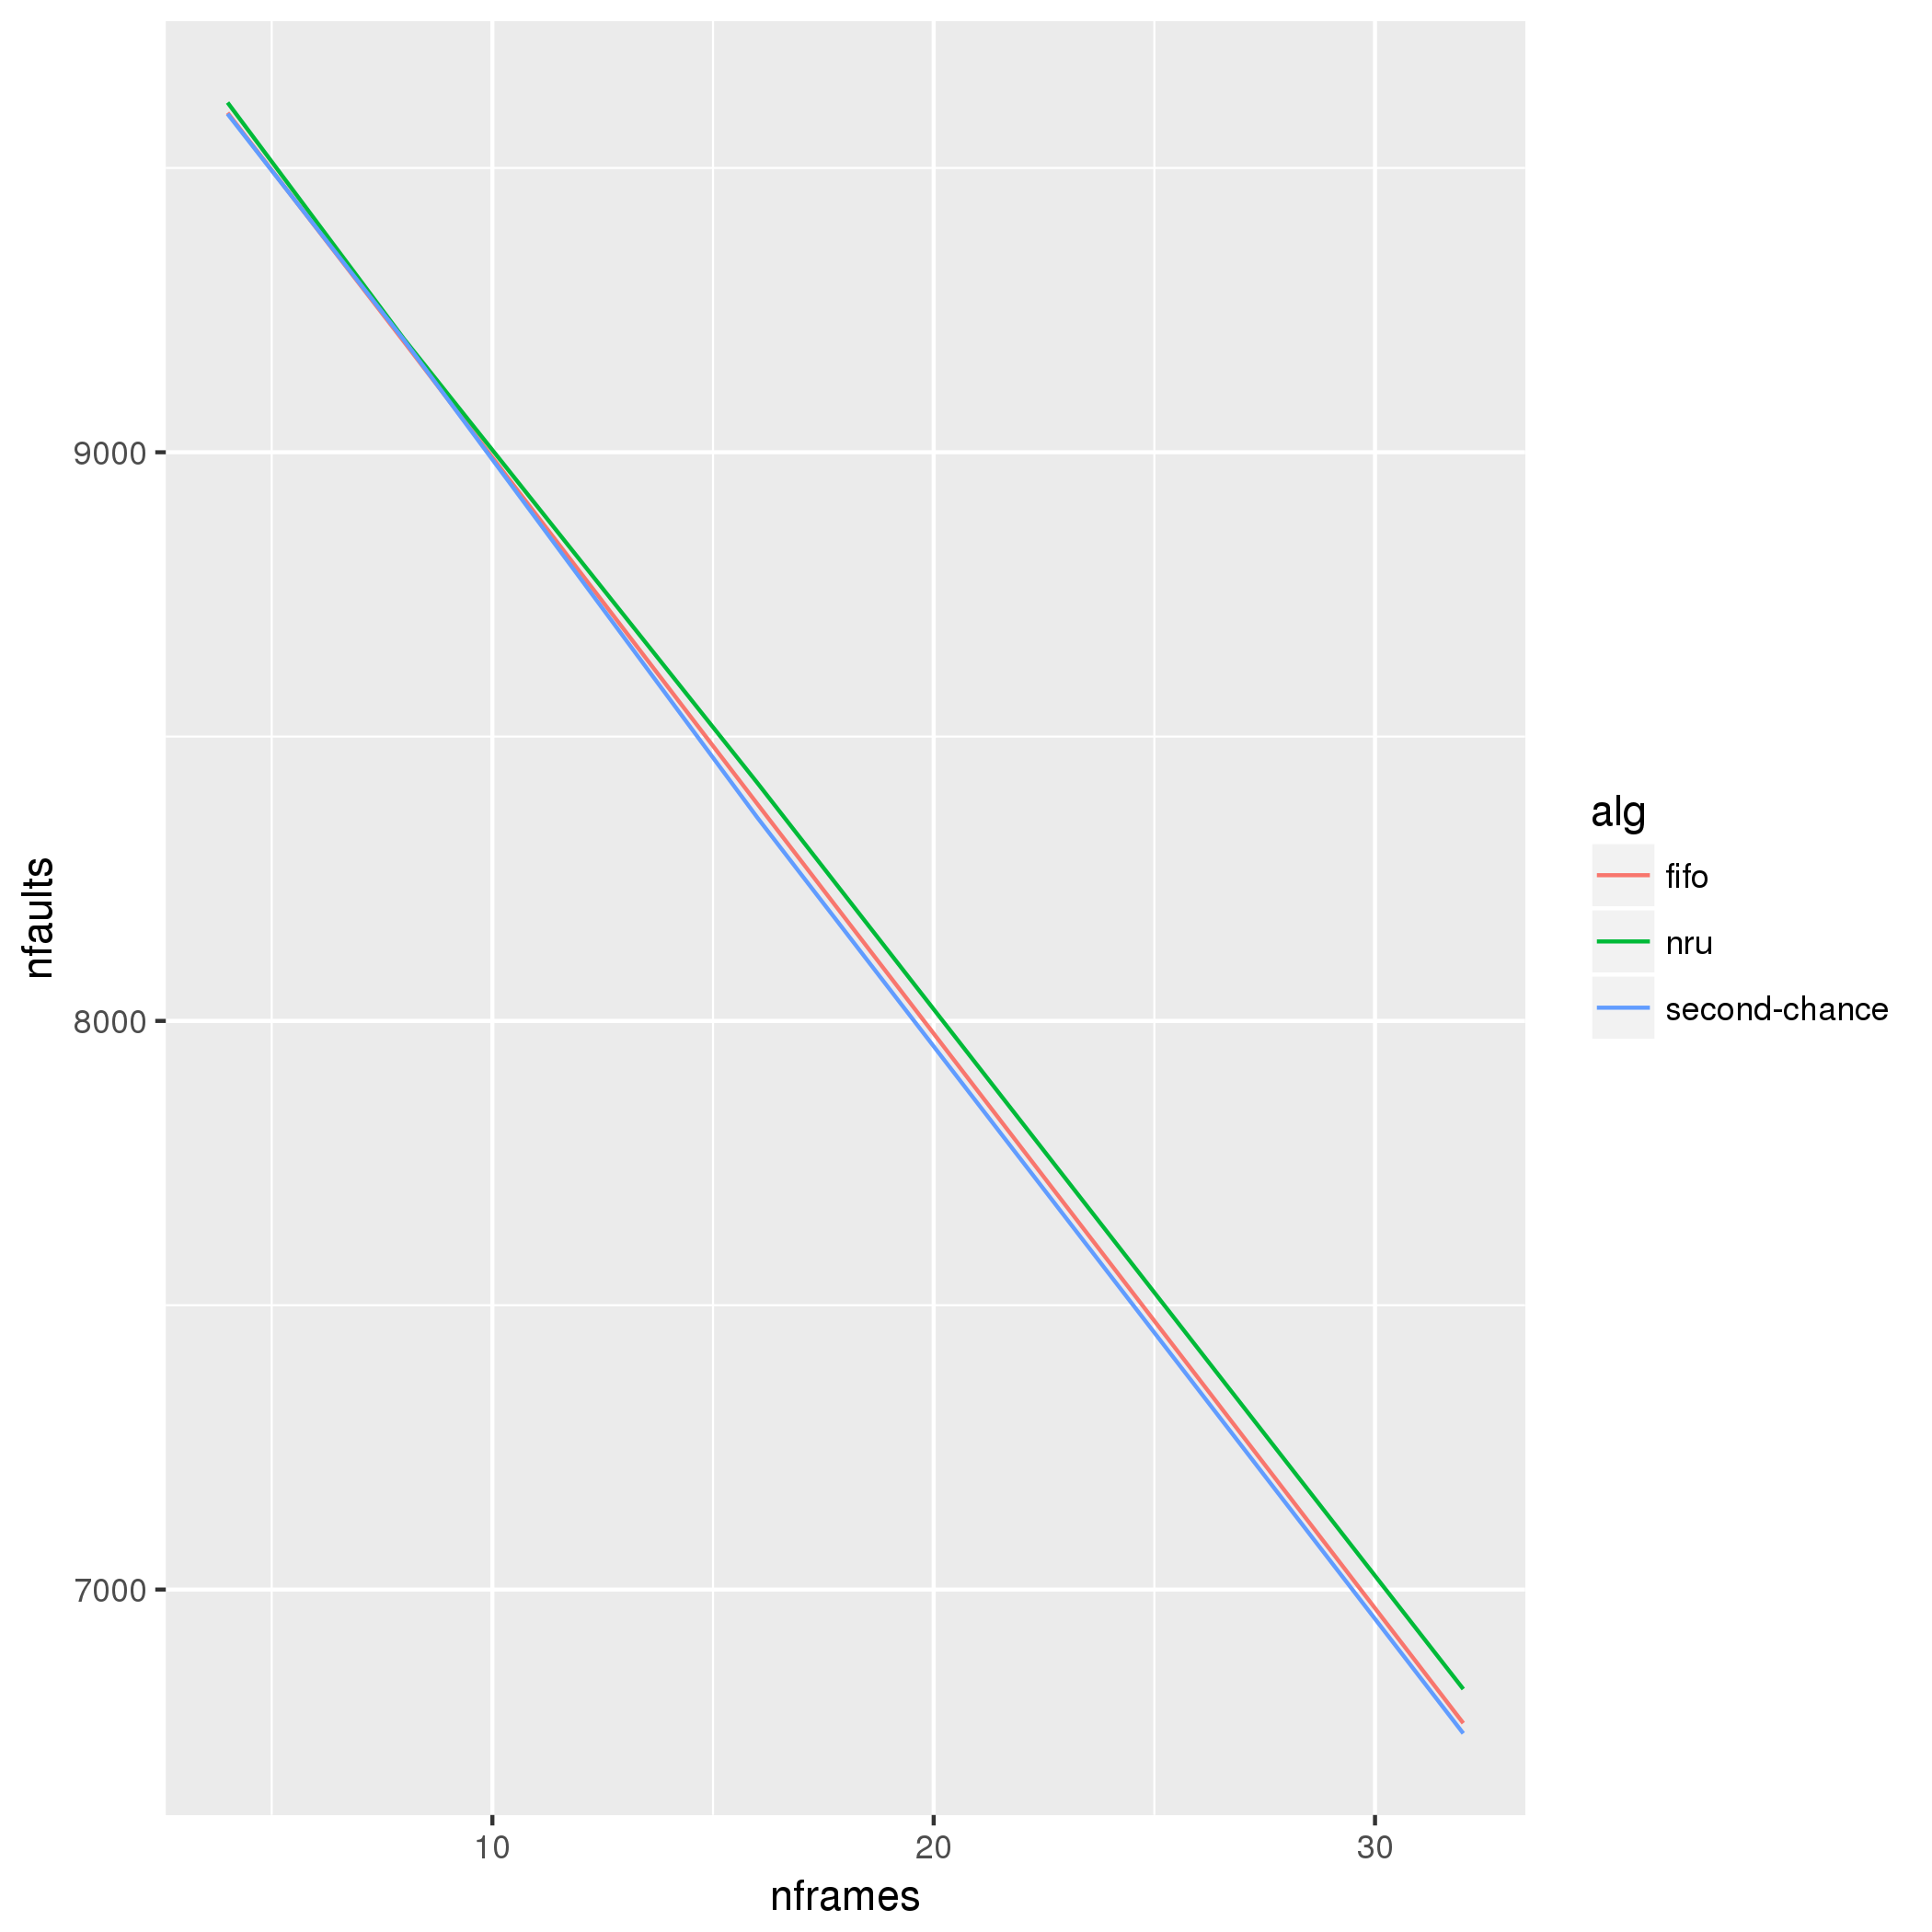 nfaults
9000
8000
7000
10
20
30
nframes
alg
fifo
nru
second-chance